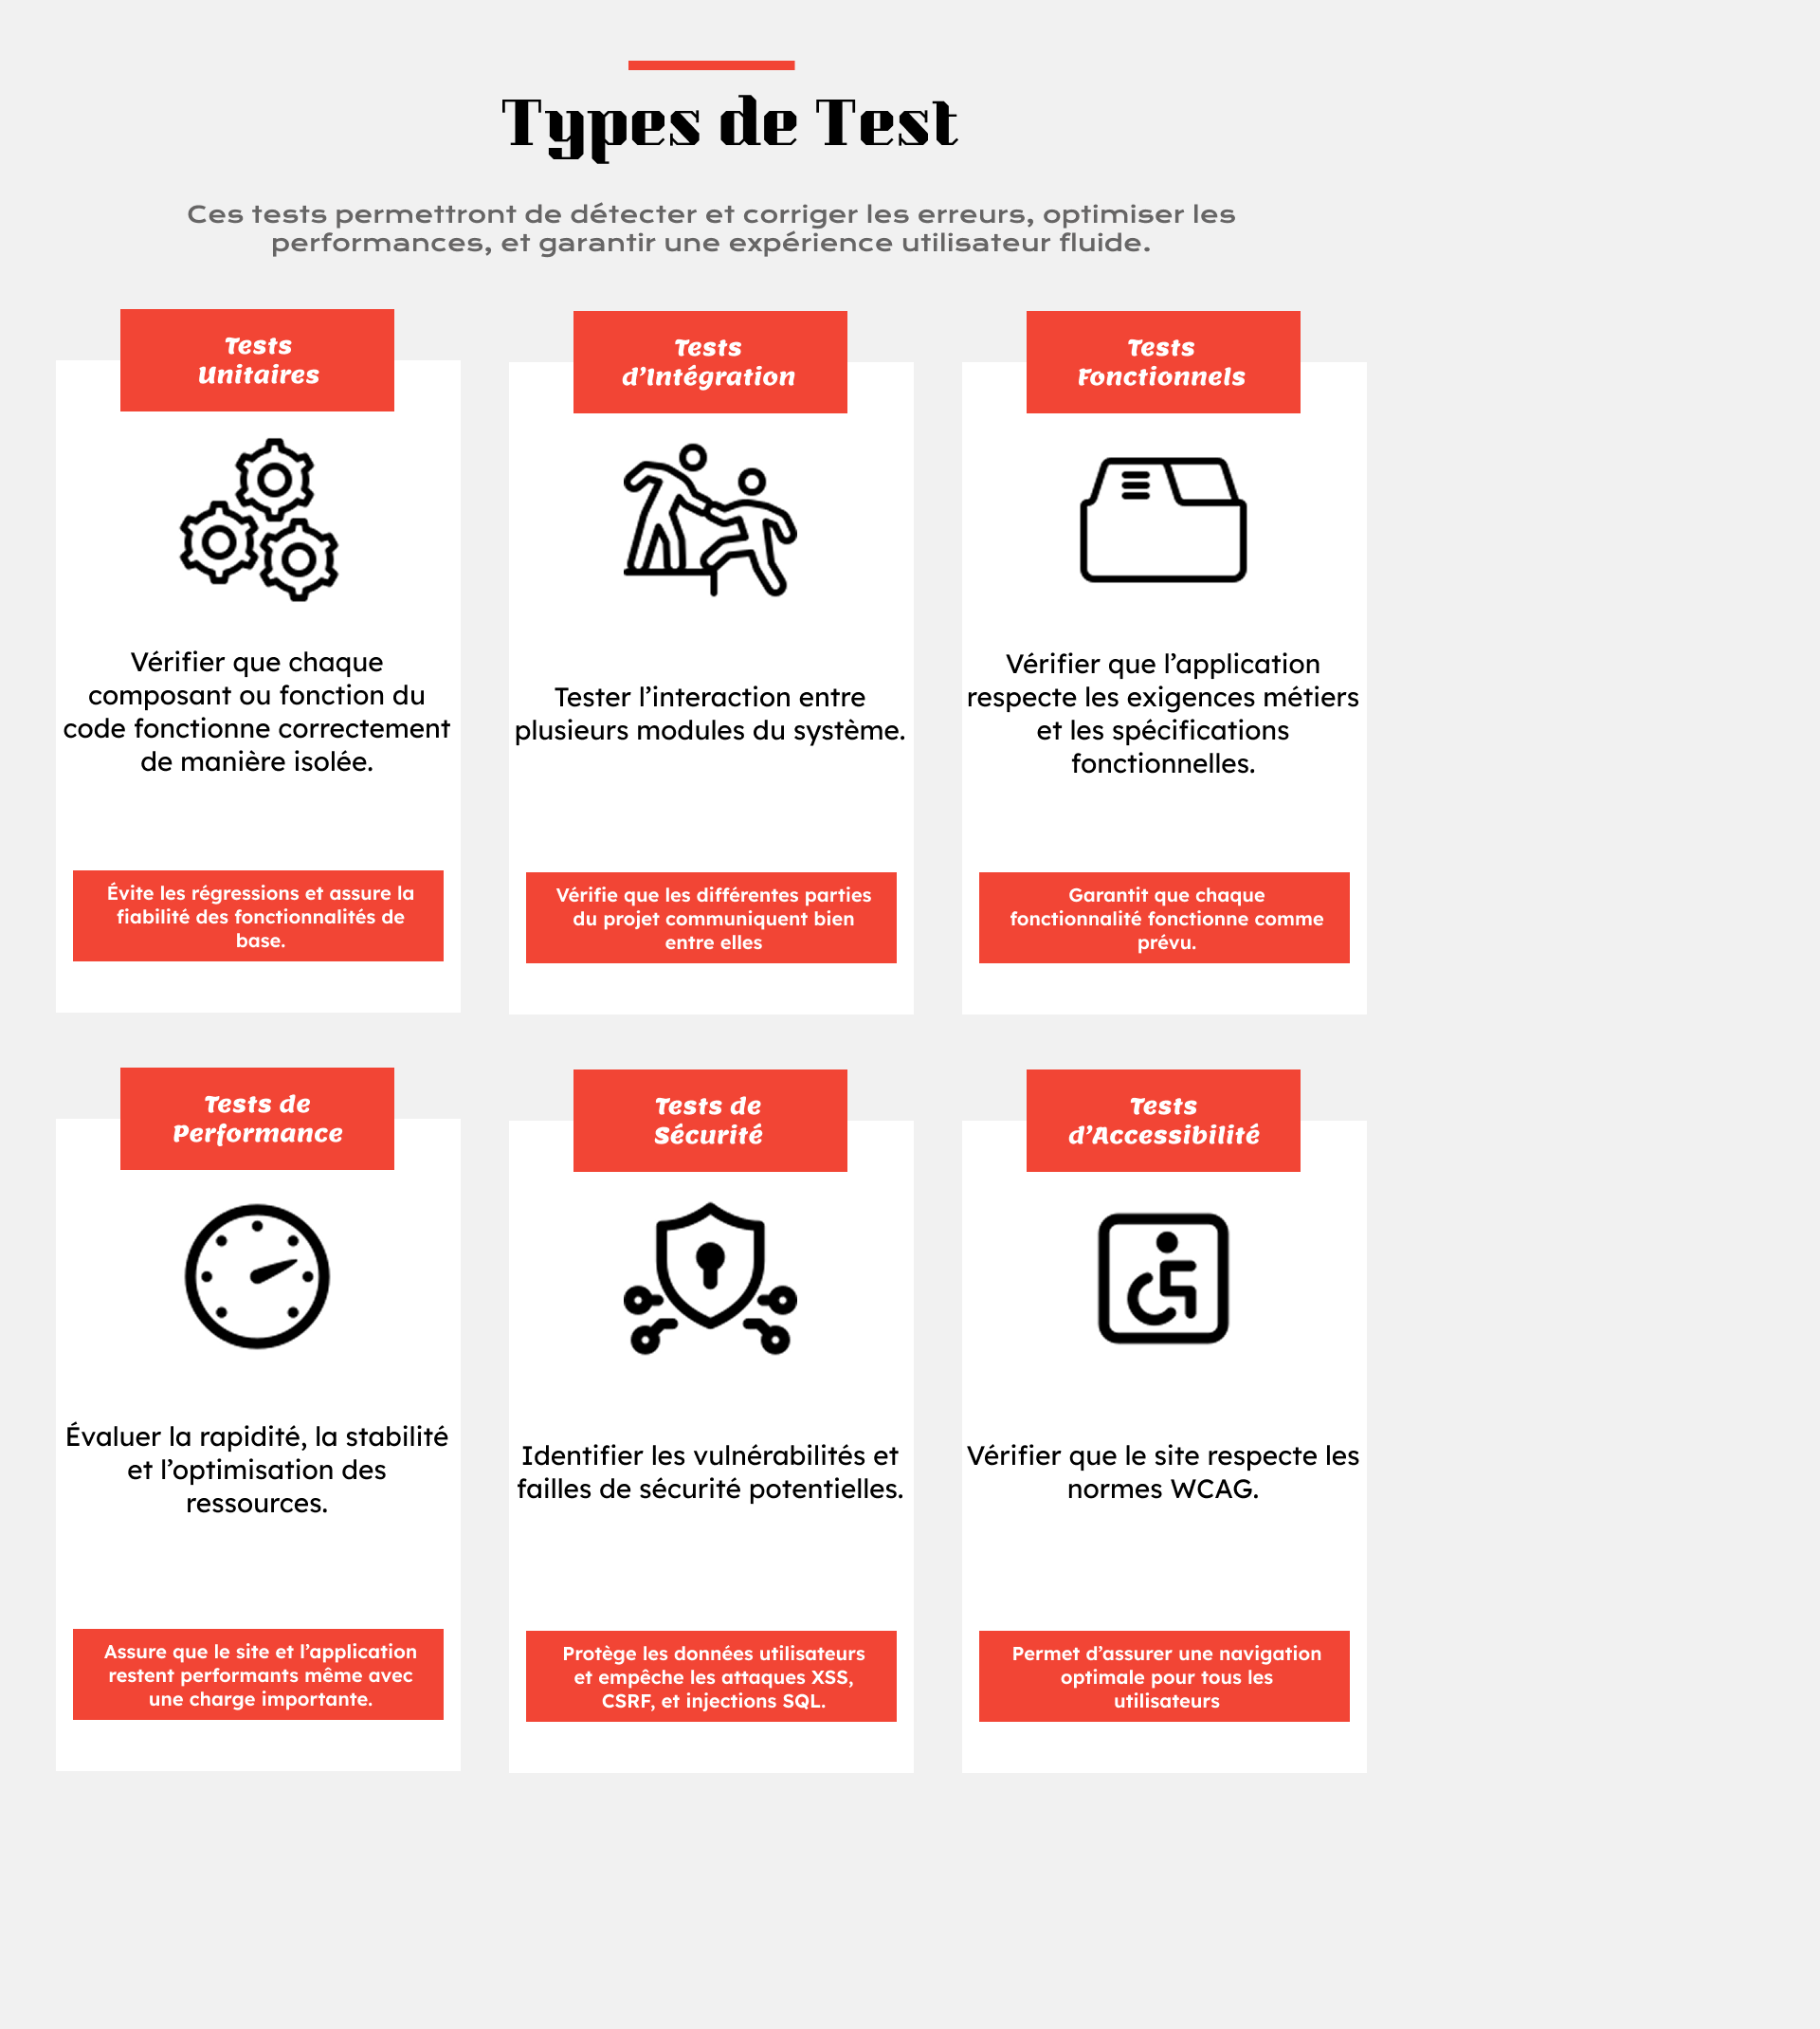 Types de Test
Ces tests permettront de détecter et corriger les erreurs, optimiser les
performances, et garantir une expérience utilisateur fluide.
Tests
Unitaires
Vérifier que chaque
composant ou fonction du
code fonctionne correctement
de manière isolée.
Évite les régressions et assure la
fiabilité des fonctionnalités de
base.
Tests
d’Intégration
Tester l’interaction entre
plusieurs modules du système.
Vérifie que les différentes parties
du projet communiquent bien
entre elles
Tests
Fonctionnels
Vérifier que l’application
respecte les exigences métiers
et les spécifications
fonctionnelles.
Garantit que chaque
fonctionnalité fonctionne comme
prévu.
Tests de
Performance
Évaluer la rapidité, la stabilité
et l’optimisation des
ressources.
Assure que le site et l’application
restent performants même avec
une charge importante.
Tests de
Sécurité
Identifier les vulnérabilités et
failles de sécurité potentielles.
Protège les données utilisateurs
et empêche les attaques XSS,
CSRF, et injections SQL.
Tests
d’Accessibilité
Vérifier que le site respecte les
normes WCAG.
Permet d’assurer une navigation
optimale pour tous les
utilisateurs